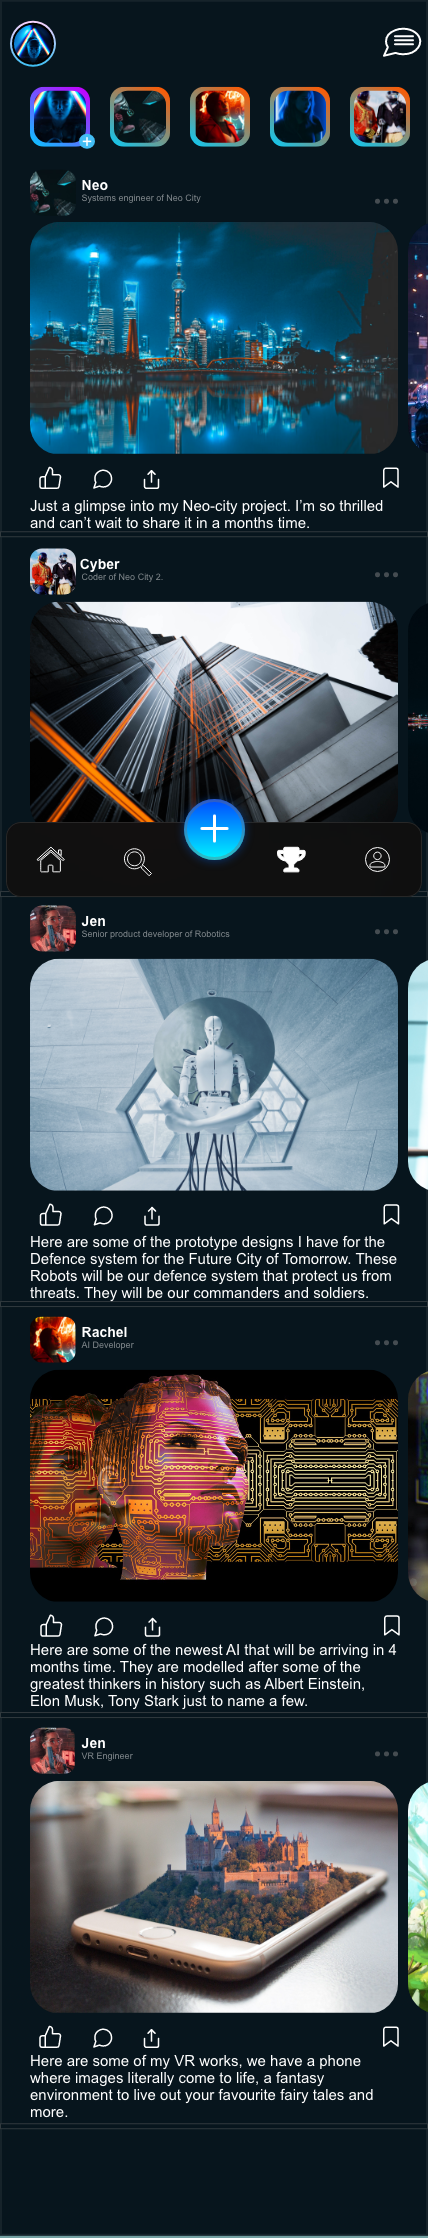 Neo
Systems engineer of Neo City
Just a glimpse into my Neo-city project. I'm so thrilled
and can't wait to share it in a months time.
Cyber
Coder of Neo City 2.
Jen
Senior product developer of Robotics
Here are some of the prototype designs I have for the
Defence system for the Future City of Tomorrow. These
Robots will be our defence system that protect us from
threats. They will be our commanders and soldiers.
Rachel
AI Developer
Here are some of the newest AI that will be arriving in 4
months time. They are modelled after some of the
greatest thinkers in history such as Albert Einstein,
Elon Musk, Tony Stark just to name a few.
Jen
VR Engineer
Here are some of my VR works, we have a phone
where images literally come to life, a fantasy
environment to live out your favourite fairy tales and
more.